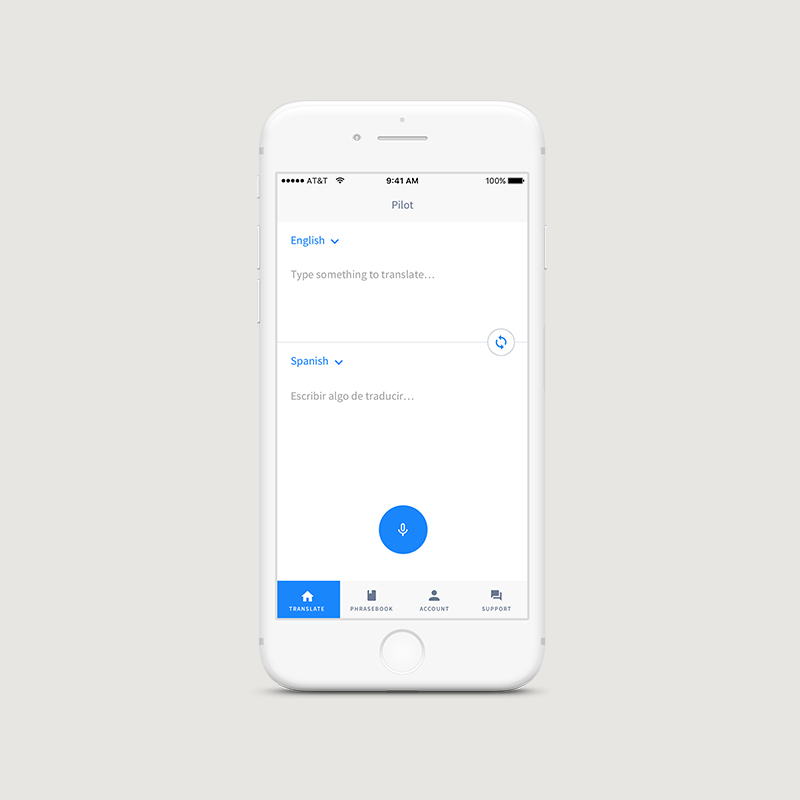 AT&T 9:41 AM 100%
Pilot
English
Type something to translate...
Spanish
Escribir algo de traducir...
TRANSLATE PHRASEBOOK ACCOUNT SUPPORT